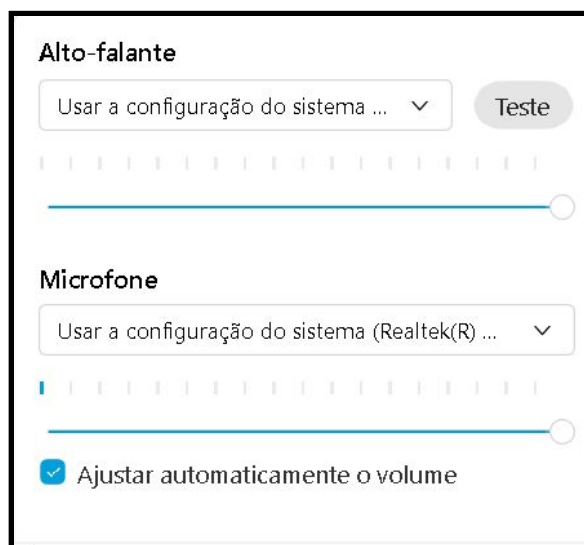 Alto-falante
Usar a configuração do sistema ...
Teste
Microfone
Usar a configuração do sistema (Realtek(R) ...
Ajustar automaticamente o volume